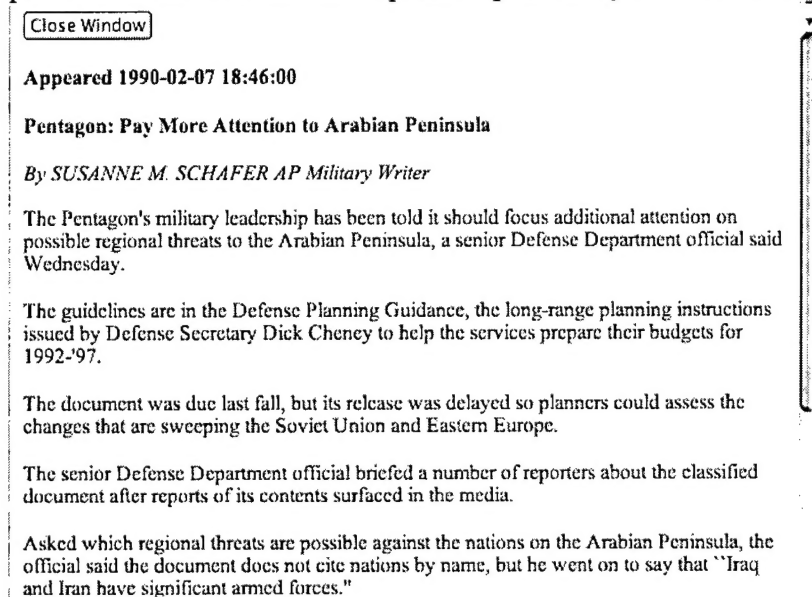 Close Window
Appeared 1990-02-07 18:46:00
Pentagon: Pay More Attention to Arabian Peninsula
By SUSANNE M. SCHAFER AP Military Writer
The Pentagon's military leadership has been told it should focus additional attention on
possible regional threats to the Arabian Peninsula, a senior Defense Department official said
Wednesday.
The guidelines are in the Defense Planning Guidance, the long-range planning instructions
issued by Defense Secretary Dick Cheney to help the services prepare their budgets for
1992-'97.
The document was due last fall, but its release was delayed so planners could assess the
changes that are sweeping the Soviet Union and Eastern Europe.
The senior Defense Department official briefed a number of reporters about the classified
document after reports of its contents surfaced in the media.
Asked which regional threats are possible against the nations on the Arabian Peninsula, the
official said the document does not cite nations by name, but he went on to say that ``Iraq
and Iran have significant armed forces."